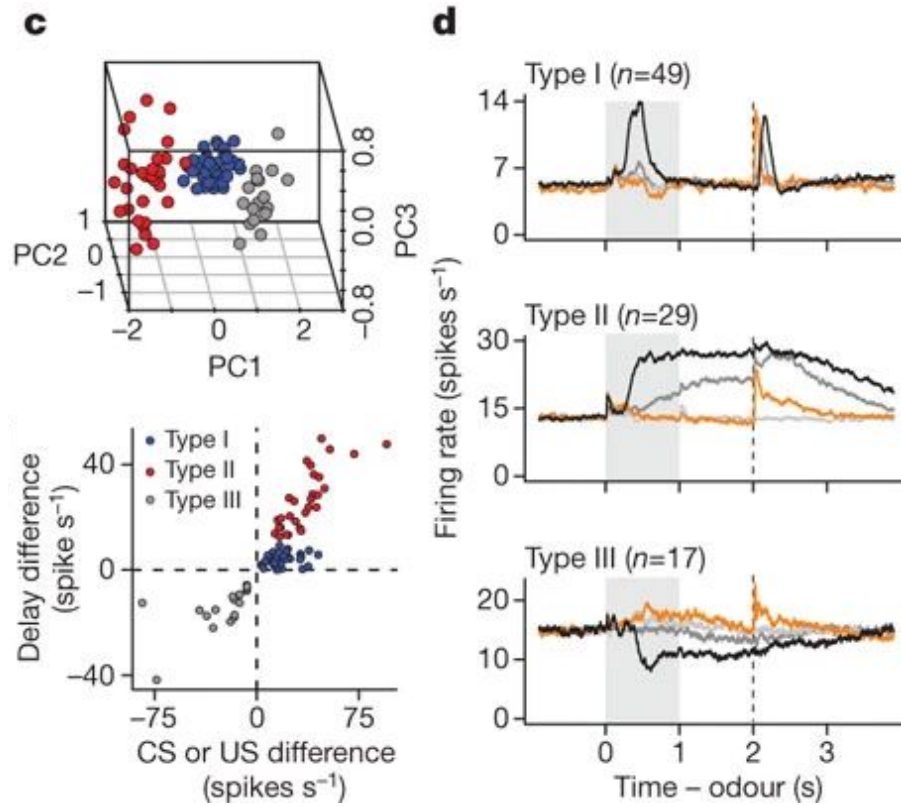 c
0.8
0.0
−0.8
PC3
1
0
−1
PC2
−2
0
2
PC1
Type I
Type II
Type III
40
0
−40
Delay difference
(spike s⁻¹)
−75
0
75
CS or US difference
(spikes s⁻¹)
d
Type I (n=49)
14
7
0
Type II (n=29)
30
15
0
Type III (n=17)
20
10
0
Firing rate (spikes s⁻¹)
0
1
2
3
Time – odour (s)